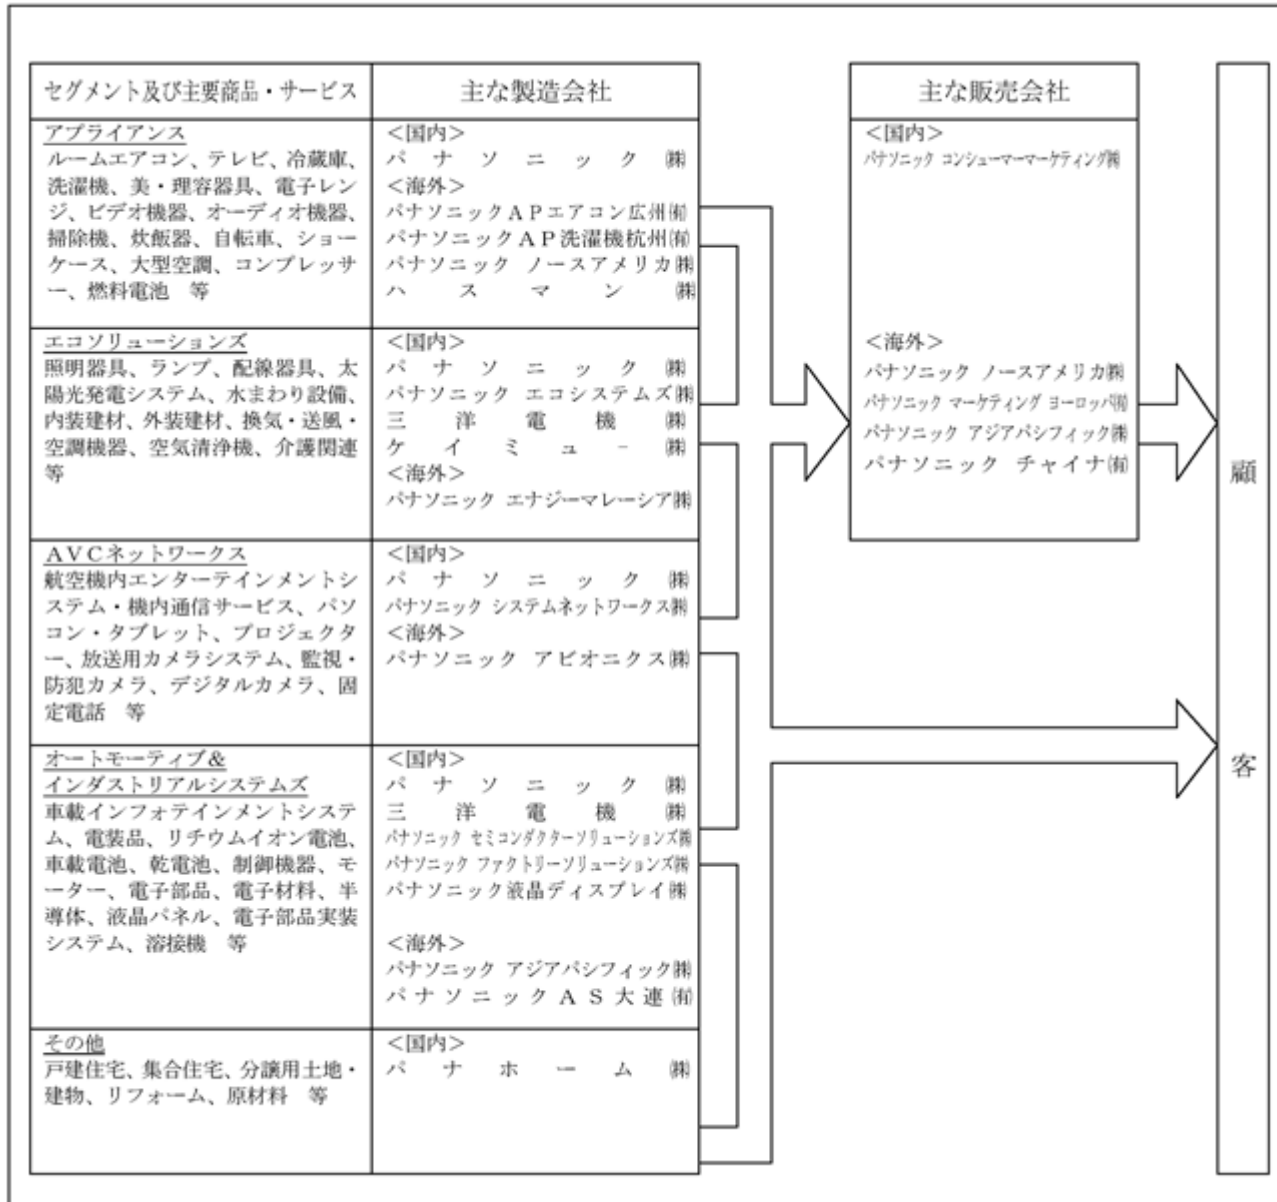 セグメント及び主要商品・サービス
主な製造会社
主な販売会社
アプライアンス
ルームエアコン、テレビ、冷蔵庫、
洗濯機、美・理容器具、電子レン
ジ、ビデオ機器、オーディオ機器、
掃除機、炊飯器、自転車、ショー
ケース、大型空調、コンプレッサ
ー、燃料電池　等
<国内>
パナソニック㈱
<海外>
パナソニックＡＰエアコン広州㈲
パナソニックＡＰ洗濯機杭州㈲
パナソニック ノースアメリカ㈱
ハスマン㈱
エコソリューションズ
照明器具、ランプ、配線器具、太
陽光発電システム、水まわり設備、
内装建材、外装建材、換気・送風・
空調機器、空気清浄機、介護関連
等
<国内>
パナソニック㈱
パナソニック エコシステムズ㈱
三洋電機㈱
ケイミュ－㈱
<海外>
パナソニック エナジーマレーシア㈱
ＡＶＣネットワークス
航空機内エンターテインメントシ
ステム・機内通信サービス、パソ
コン・タブレット、プロジェクタ
ー、放送用カメラシステム、監視・
防犯カメラ、デジタルカメラ、固
定電話　等
<国内>
パナソニック㈱
パナソニック システムネットワークス㈱
<海外>
パナソニック アビオニクス㈱
オートモーティブ＆
インダストリアルシステムズ
車載インフォテインメントシステ
ム、電装品、リチウムイオン電池、
車載電池、乾電池、制御機器、モ
ーター、電子部品、電子材料、半
導体、液晶パネル、電子部品実装
システム、溶接機　等
<国内>
パナソニック㈱
三洋電機㈱
パナソニック セミコンダクターソリューションズ㈱
パナソニック ファクトリーソリューションズ㈱
パナソニック液晶ディスプレイ㈱
<海外>
パナソニック アジアパシフィック㈱
パナソニックＡＳ大連㈲
その他
戸建住宅、集合住宅、分譲用土地・
建物、リフォーム、原材料　等
<国内>
パナホーム㈱
<国内>
パナソニック コンシューマーマーケティング㈱
<海外>
パナソニック ノースアメリカ㈱
パナソニック マーケティング ヨーロッパ㈲
パナソニック アジアパシフィック㈱
パナソニック チャイナ㈲
顧客